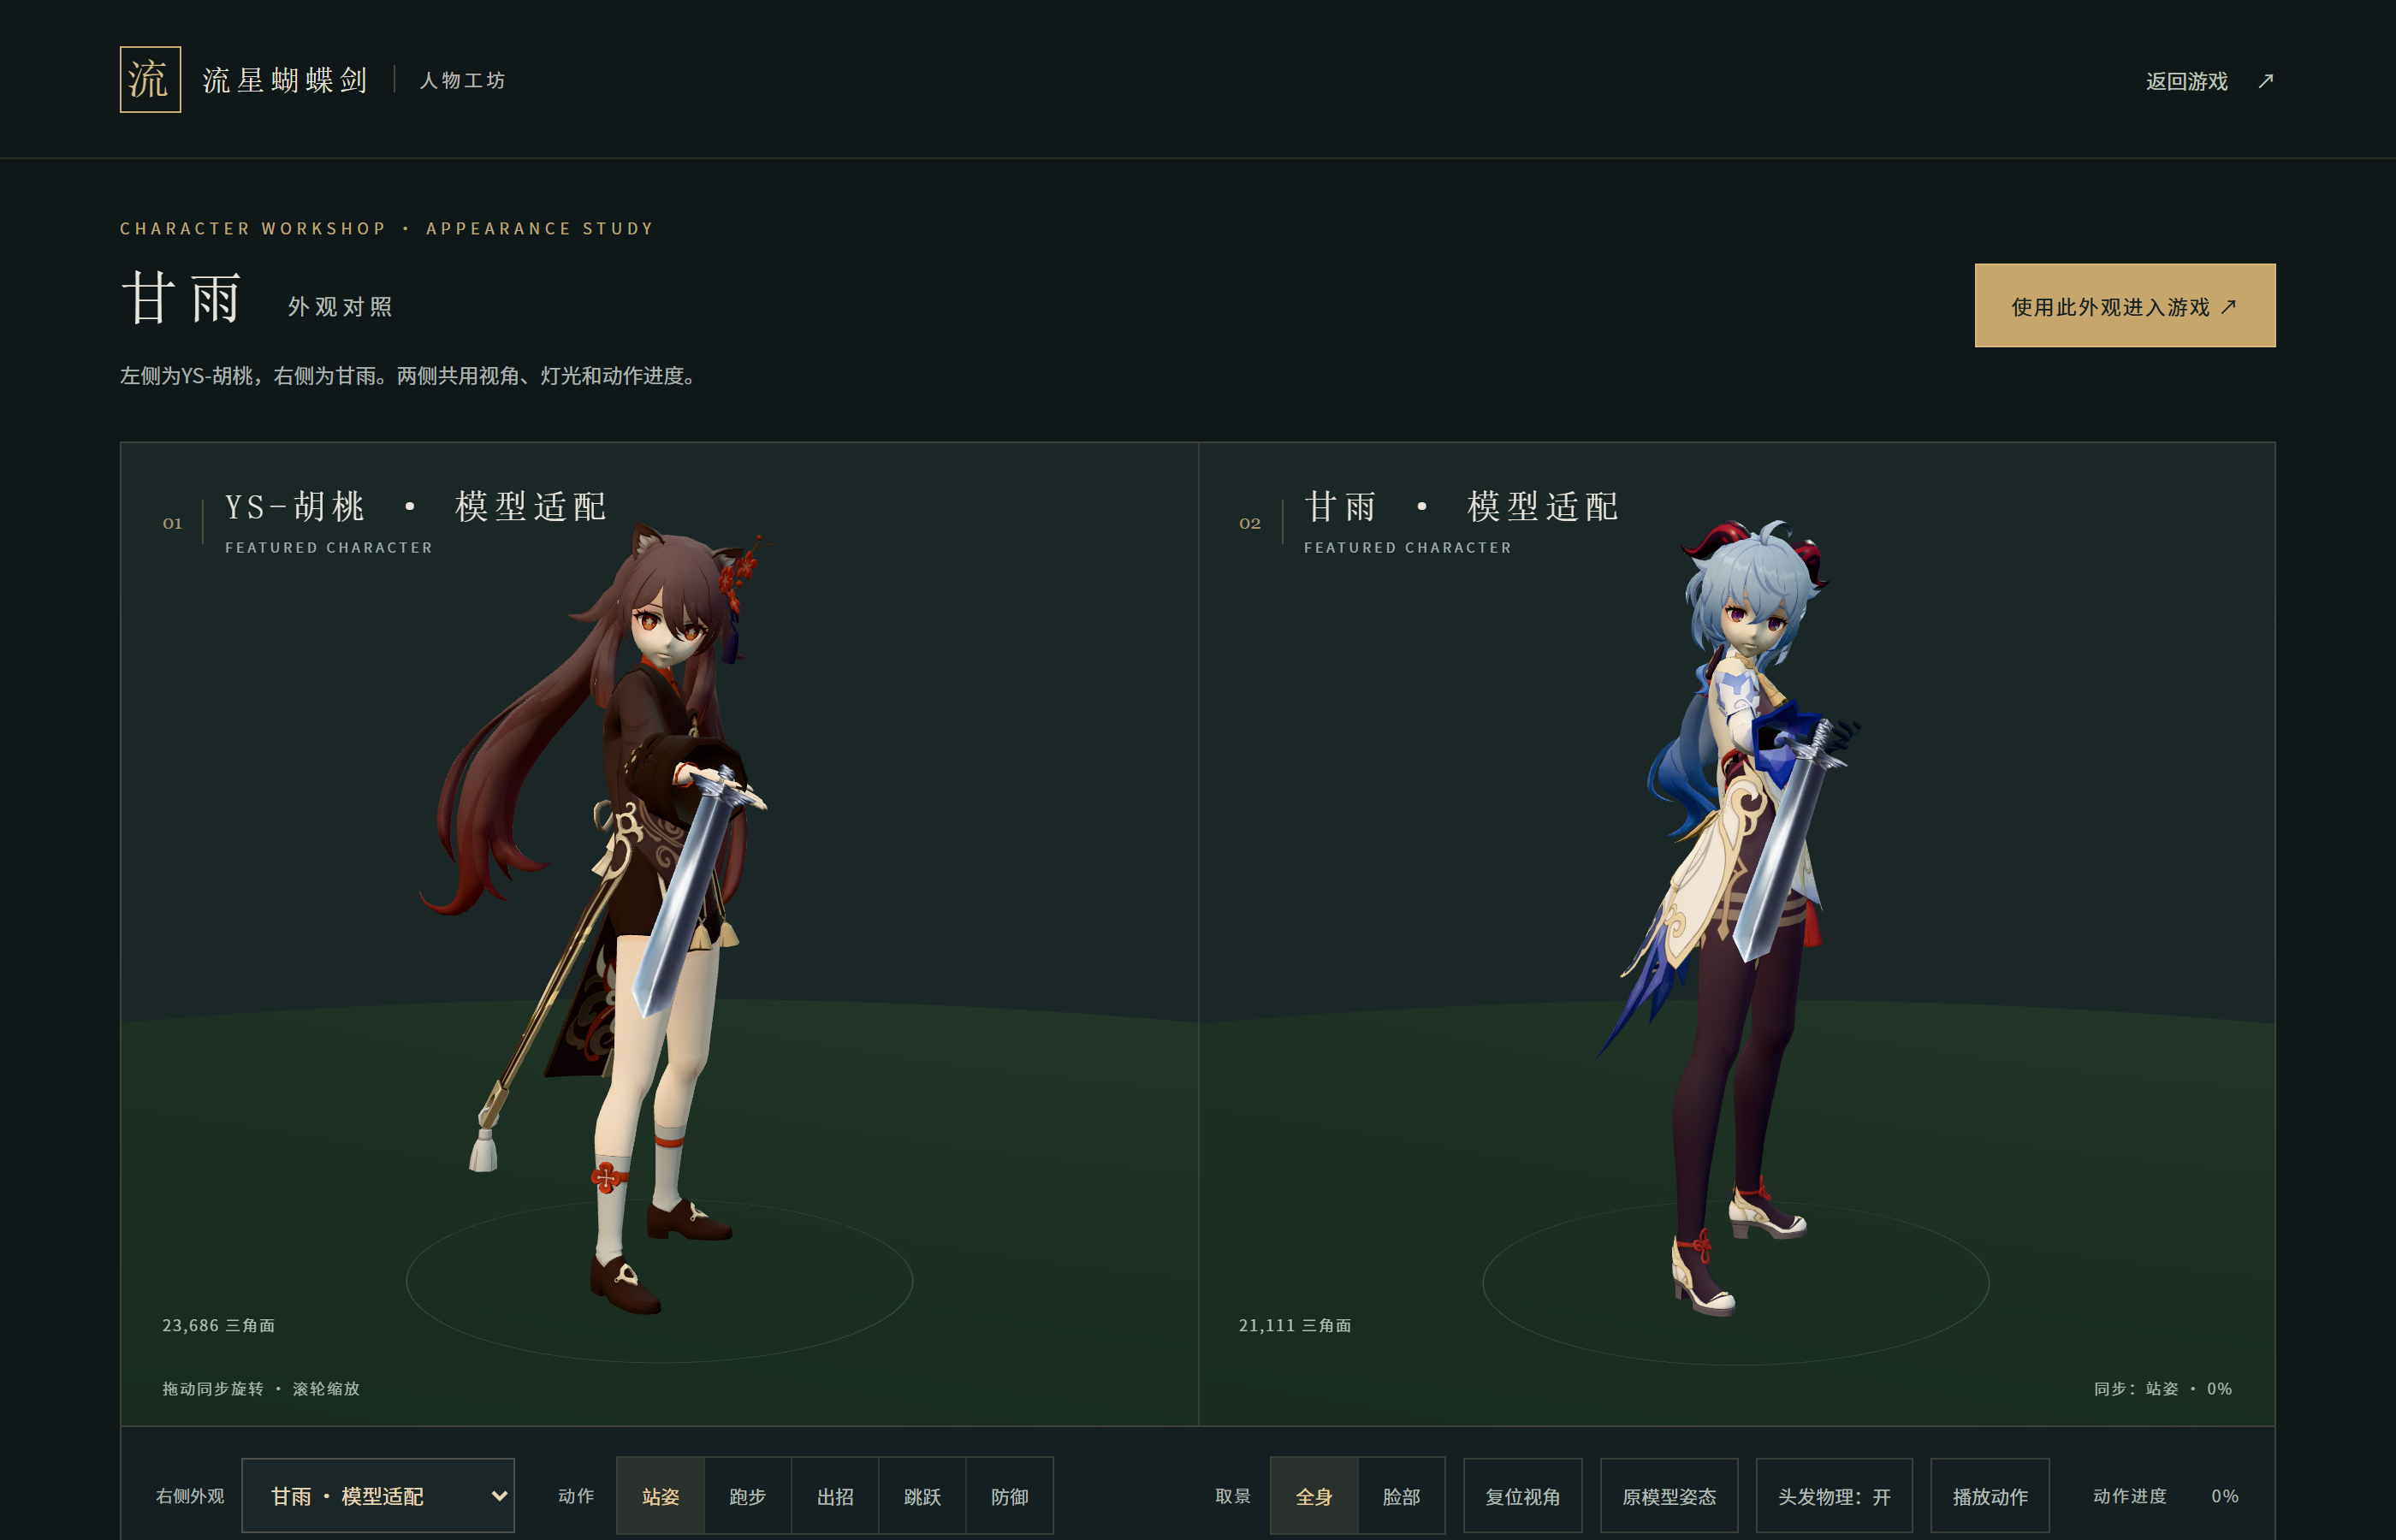 流 流星蝴蝶剑 人物工坊 返回游戏 ↗
CHARACTER WORKSHOP · APPEARANCE STUDY
甘雨 外观对照
使用此外观进入游戏 ↗
左侧为YS-胡桃，右侧为甘雨。两侧共用视角、灯光和动作进度。
01 YS-胡桃 · 模型适配
FEATURED CHARACTER
02 甘雨 · 模型适配
FEATURED CHARACTER
23,686 三角面
21,111 三角面
拖动同步旋转 · 滚轮缩放
同步：站姿 · 0%
右侧外观 甘雨 · 模型适配 动作 站姿 跑步 出招 跳跃 防御 取景 全身 脸部 复位视角 原模型姿态 头发物理：开 播放动作 动作进度 0%